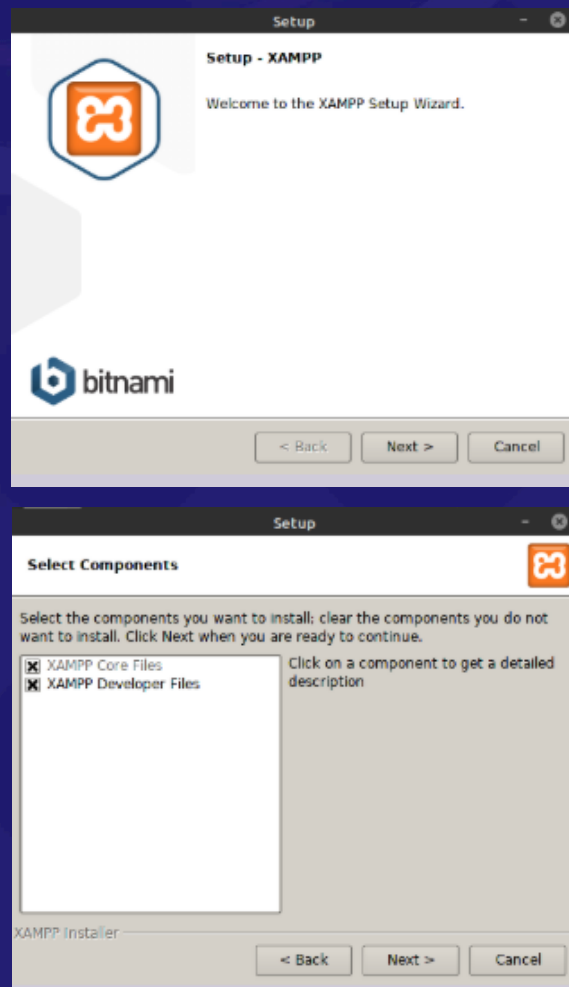 Setup
Setup - XAMPP
Welcome to the XAMPP Setup Wizard.
bitnami
< Back
Next >
Cancel
Setup
Select Components
Select the components you want to install; clear the components you do not
want to install. Click Next when you are ready to continue.
XAMPP Core Files
XAMPP Developer Files
Click on a component to get a detailed
description
XAMPP Installer
< Back
Next >
Cancel